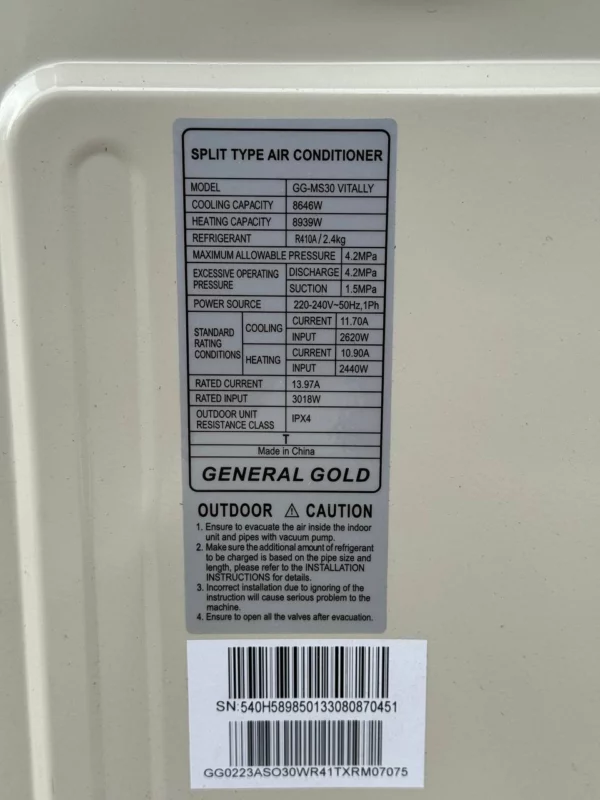 SPLIT TYPE AIR CONDITIONER
MODEL GG-MS30 VITALLY
COOLING CAPACITY 8646W
HEATING CAPACITY 8939W
REFRIGERANT R410A / 2.4kg
MAXIMUM ALLOWABLE PRESSURE 4.2MPa
EXCESSIVE OPERATING PRESSURE DISCHARGE 4.2MPa
SUCTION 1.5MPa
POWER SOURCE 220-240V~50Hz,1Ph
STANDARD RATING CONDITIONS COOLING CURRENT 11.70A
INPUT 2620W
HEATING CURRENT 10.90A
INPUT 2440W
RATED CURRENT 13.97A
RATED INPUT 3018W
OUTDOOR UNIT RESISTANCE CLASS IPX4
T
Made in China
GENERAL GOLD
OUTDOOR ⚠ CAUTION
1. Ensure to evacuate the air inside the indoor
unit and pipes with vacuum pump.
2. Make sure the additional amount of refrigerant
to be charged is based on the pipe size and
length, please refer to the INSTALLATION
INSTRUCTIONS for details.
3. Incorrect installation due to ignoring of the
instruction will cause serious problem to the
machine.
4. Ensure to open all the valves after evacuation.
SN:540H589850133080870451
GG0223ASO30WR41TXRM07075